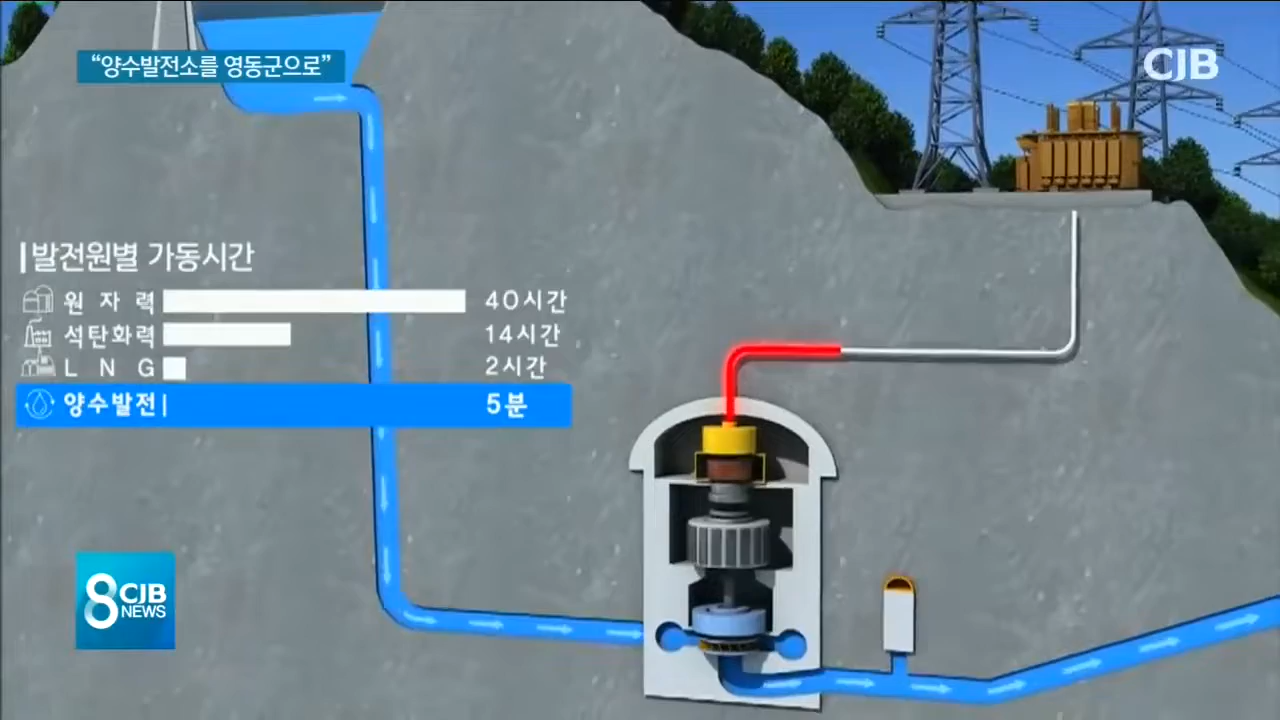 “양수발전소를 영동군으로”
CJB
발전원별 가동시간
원 자 력 40시간
석탄화력 14시간
L N G 2시간
양수발전 5분
8 CJB
NEWS